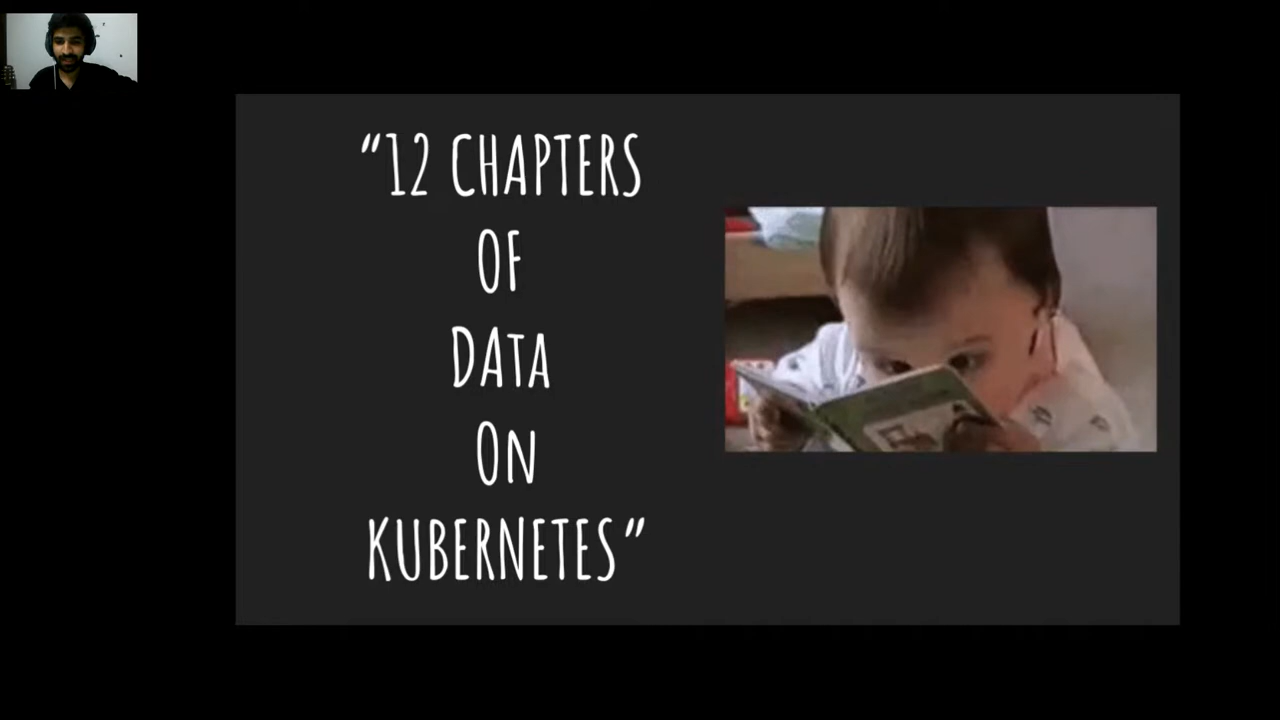 “12 CHAPTERS
OF
DATA
ON
KUBERNETES”